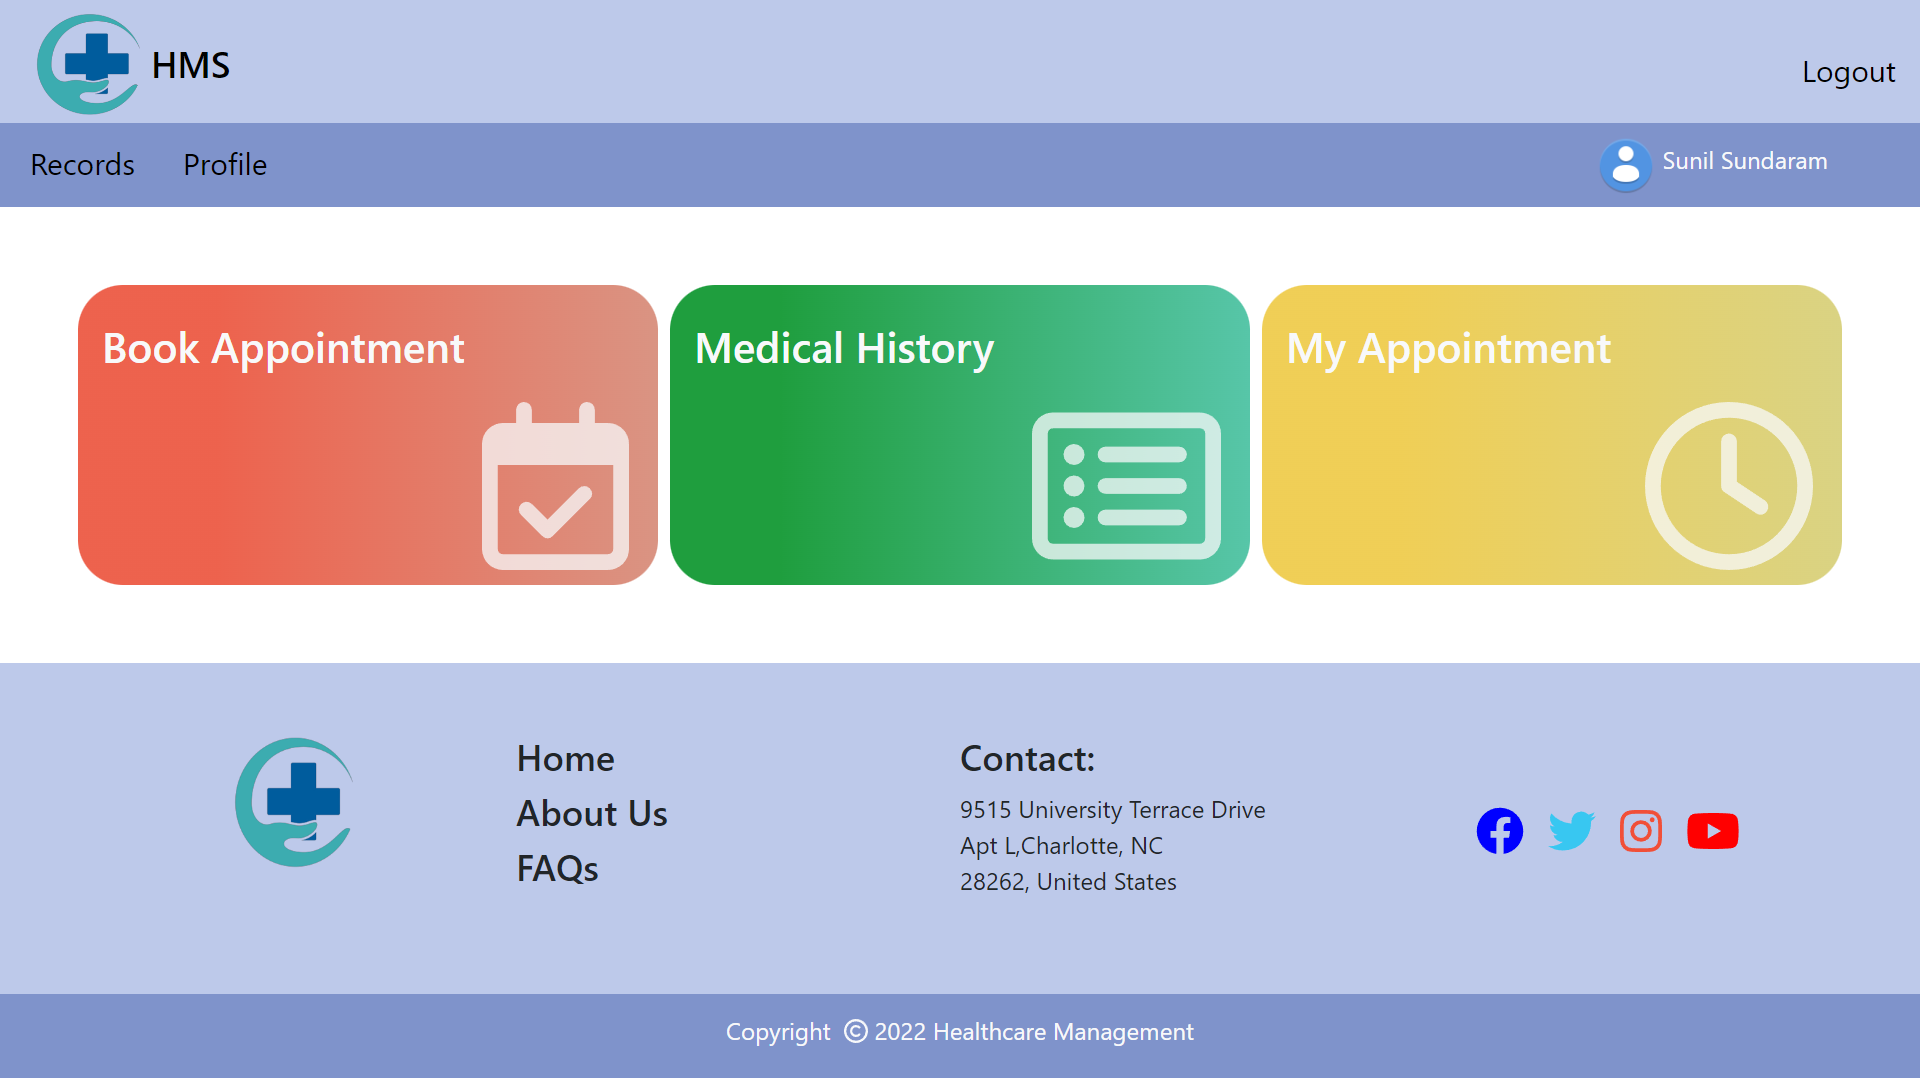 HMS
Logout
Records
Profile
Sunil Sundaram
Book Appointment
Medical History
My Appointment
Home
About Us
FAQs
Contact:
9515 University Terrace Drive
Apt L,Charlotte, NC
28262, United States
Copyright © 2022 Healthcare Management